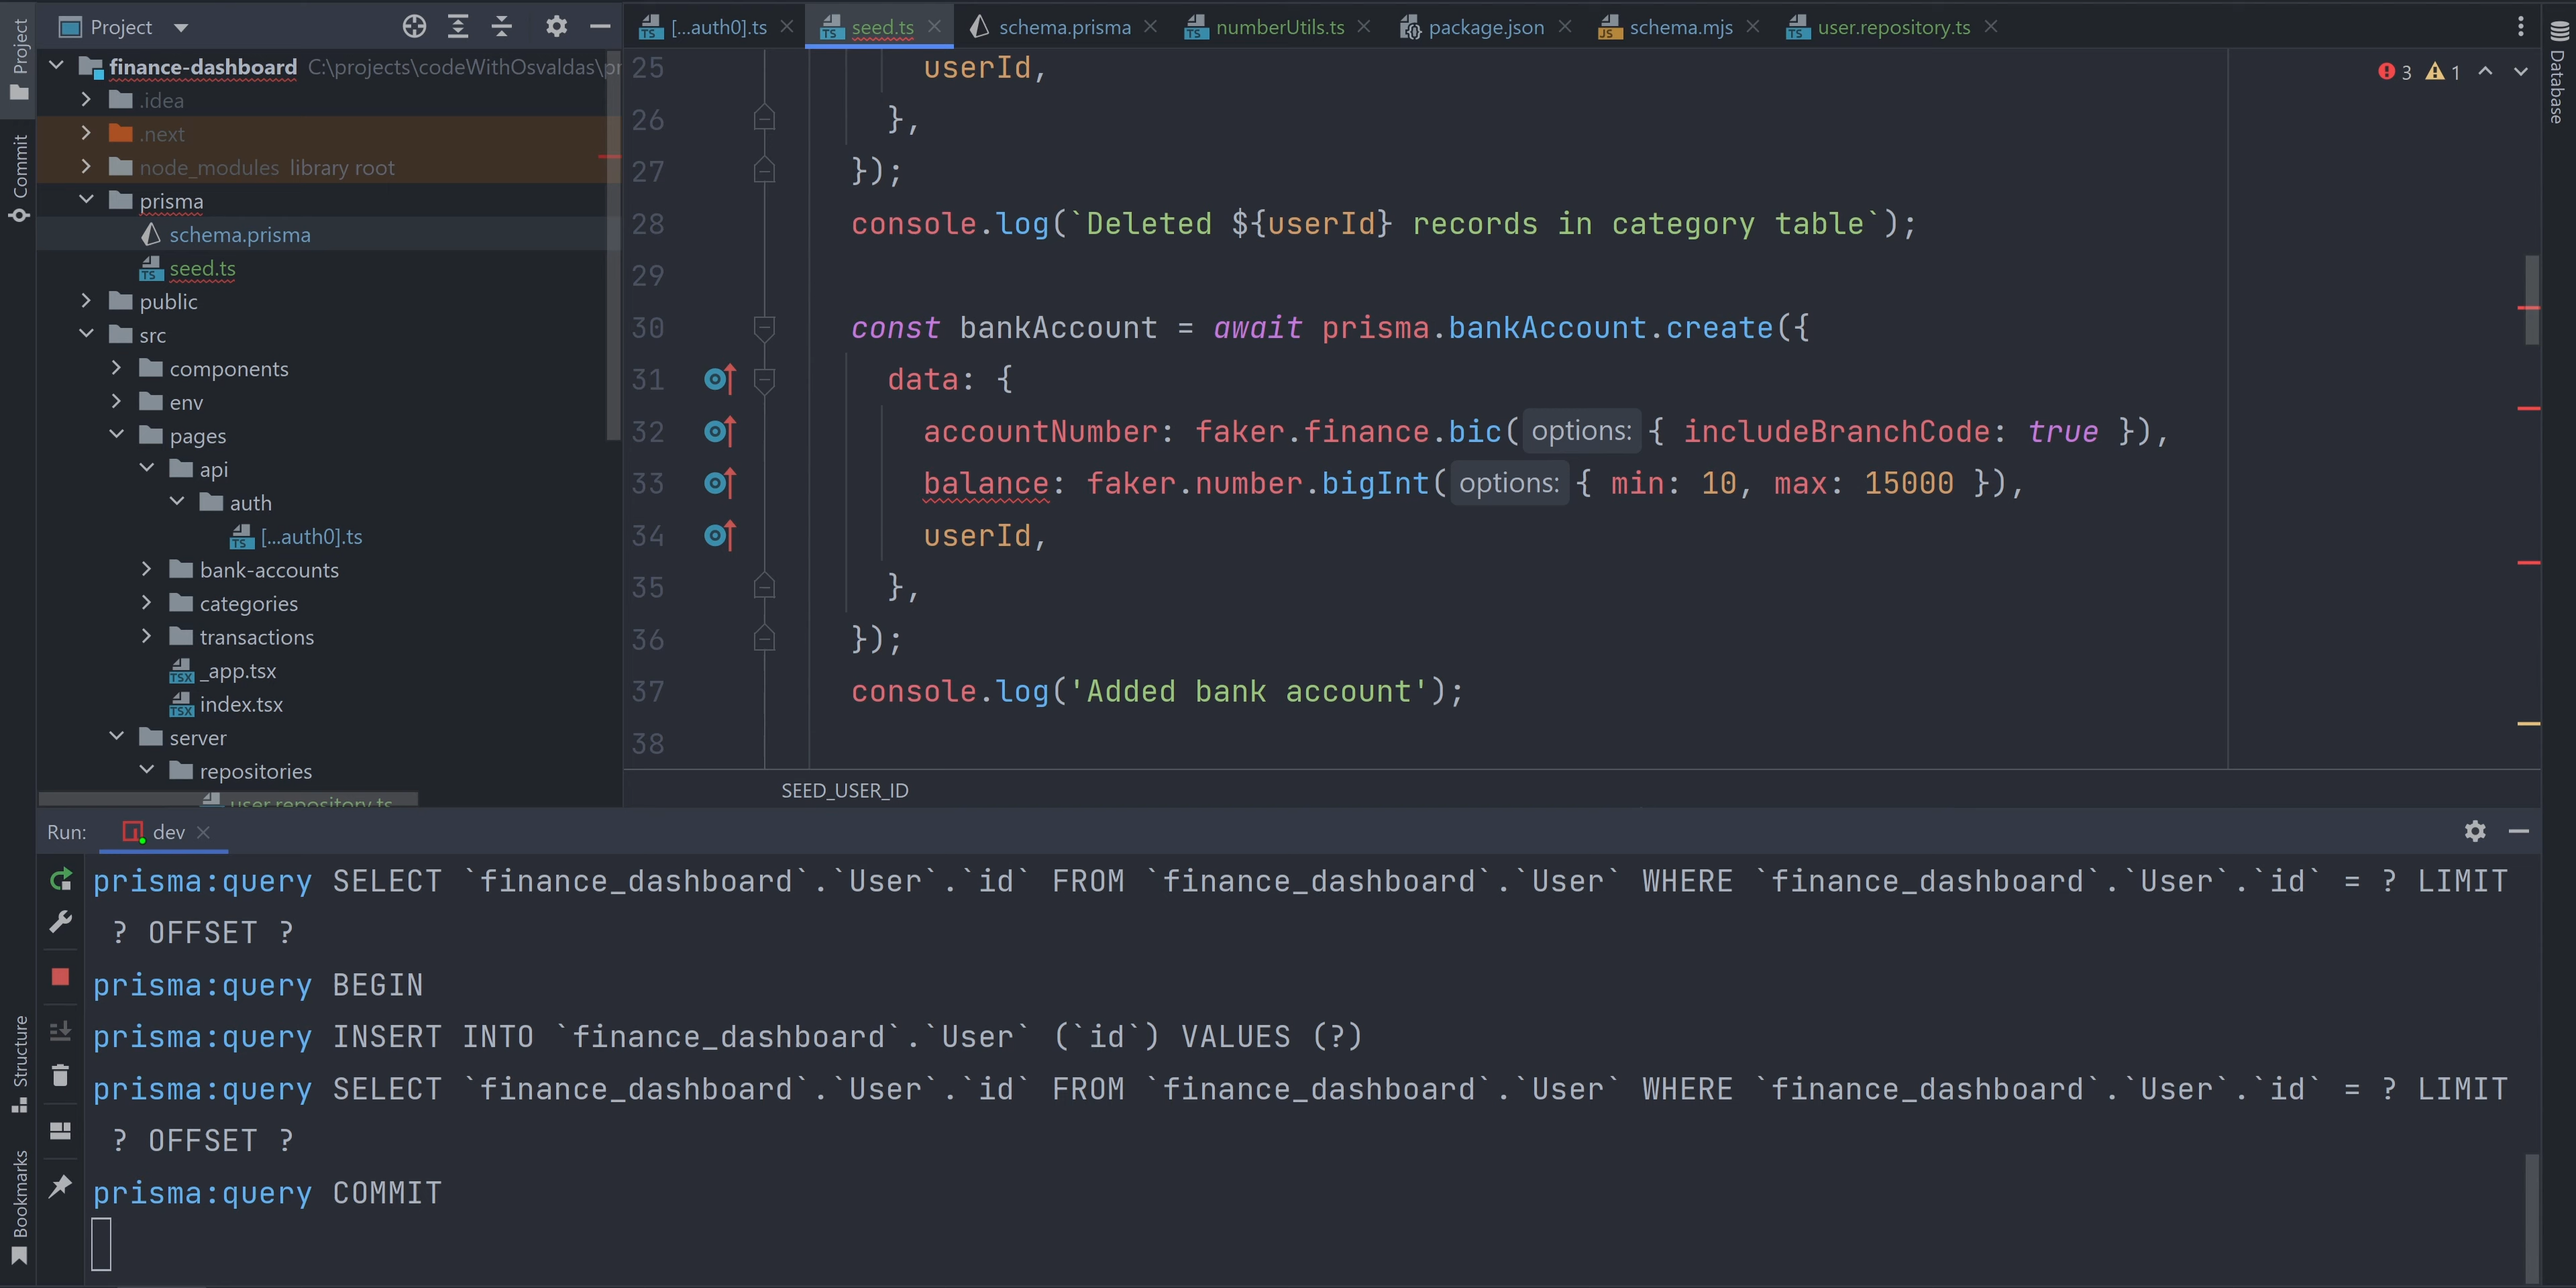 Project
[...auth0].ts
seed.ts
schema.prisma
numberUtils.ts
package.json
schema.mjs
user.repository.ts
Project
Commit
Structure
Bookmarks
Database
finance-dashboard C:\projects\codeWithOsvaldas\pr
.idea
.next
node_modules library root
prisma
schema.prisma
seed.ts
public
src
components
env
pages
api
auth
[...auth0].ts
bank-accounts
categories
transactions
_app.tsx
index.tsx
server
repositories
user.repository.ts
3 1
25 userId,
26 },
27 });
28 console.log(`Deleted ${userId} records in category table`);
29
30 const bankAccount = await prisma.bankAccount.create({
31 data: {
32 accountNumber: faker.finance.bic( options: { includeBranchCode: true }),
33 balance: faker.number.bigInt( options: { min: 10, max: 15000 }),
34 userId,
35 },
36 });
37 console.log('Added bank account');
38
SEED_USER_ID
Run: dev
prisma:query SELECT `finance_dashboard`.`User`.`id` FROM `finance_dashboard`.`User` WHERE `finance_dashboard`.`User`.`id` = ? LIMIT
? OFFSET ?
prisma:query BEGIN
prisma:query INSERT INTO `finance_dashboard`.`User` (`id`) VALUES (?)
prisma:query SELECT `finance_dashboard`.`User`.`id` FROM `finance_dashboard`.`User` WHERE `finance_dashboard`.`User`.`id` = ? LIMIT
? OFFSET ?
prisma:query COMMIT